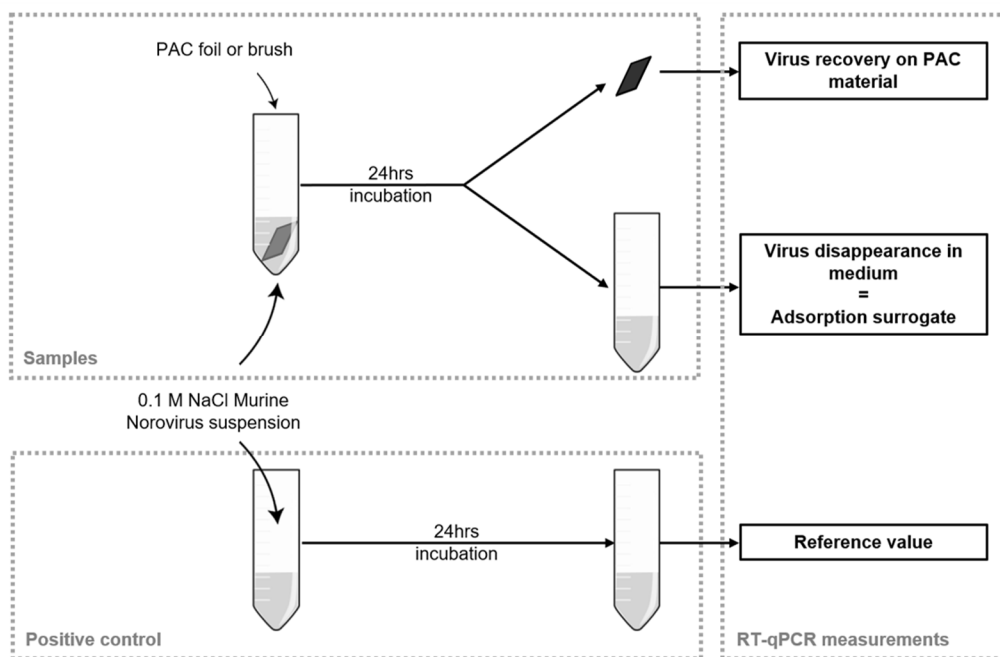 PAC foil or brush
24hrs
incubation
Virus recovery on PAC
material
Virus disappearance in
medium
=
Adsorption surrogate
Samples
0.1 M NaCl Murine
Norovirus suspension
24hrs
incubation
Reference value
Positive control
RT-qPCR measurements